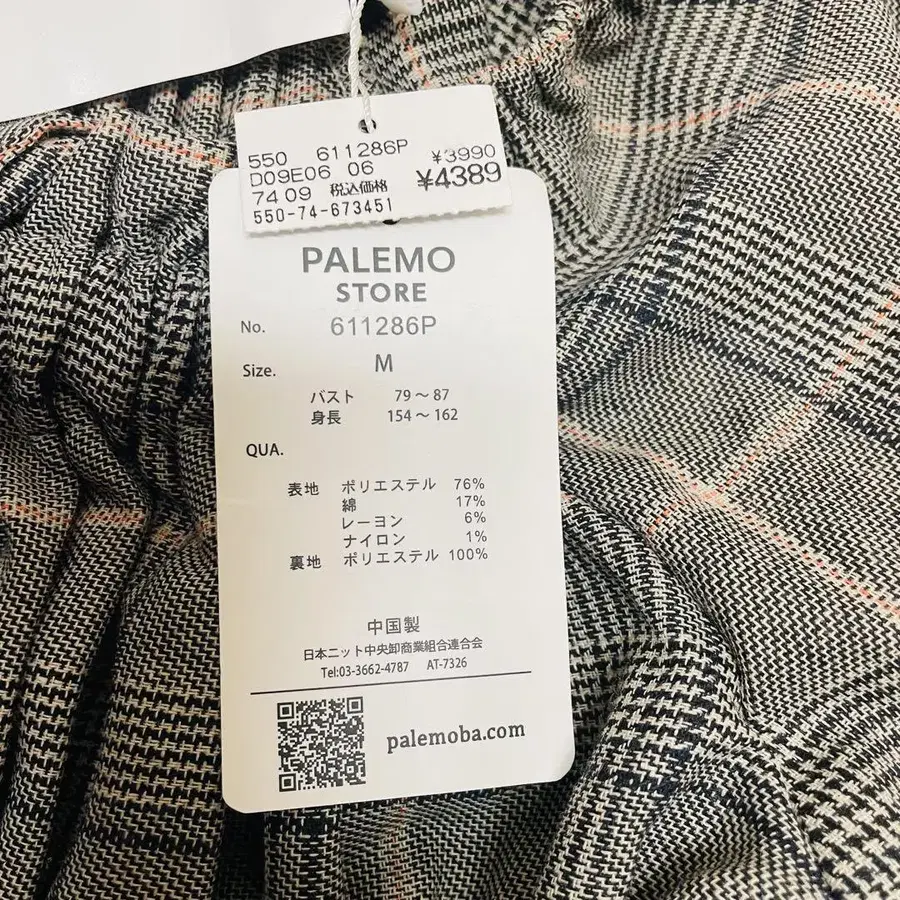 550 611286P
¥3990
D09E06 06
¥4389
7409 税込価格
550-74-673451
PALEMO
STORE
No. 611286P
Size. M
バスト 79～87
身長 154～162
QUA.
表地 ポリエステル 76%
綿 17%
レーヨン 6%
ナイロン 1%
裏地 ポリエステル 100%
中国製
日本ニット中央卸商業組合連合会
Tel:03-3662-4787 AT-7326
palemoba.com